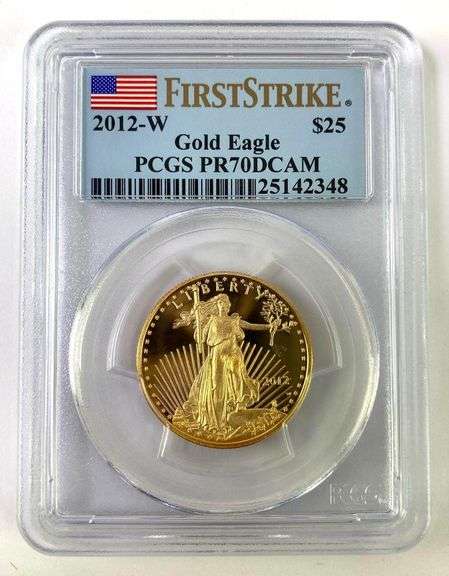 FIRSTSTRIKE®
2012-W $25
Gold Eagle
PCGS PR70DCAM
25142348
LIBERTY
2012
PCGS